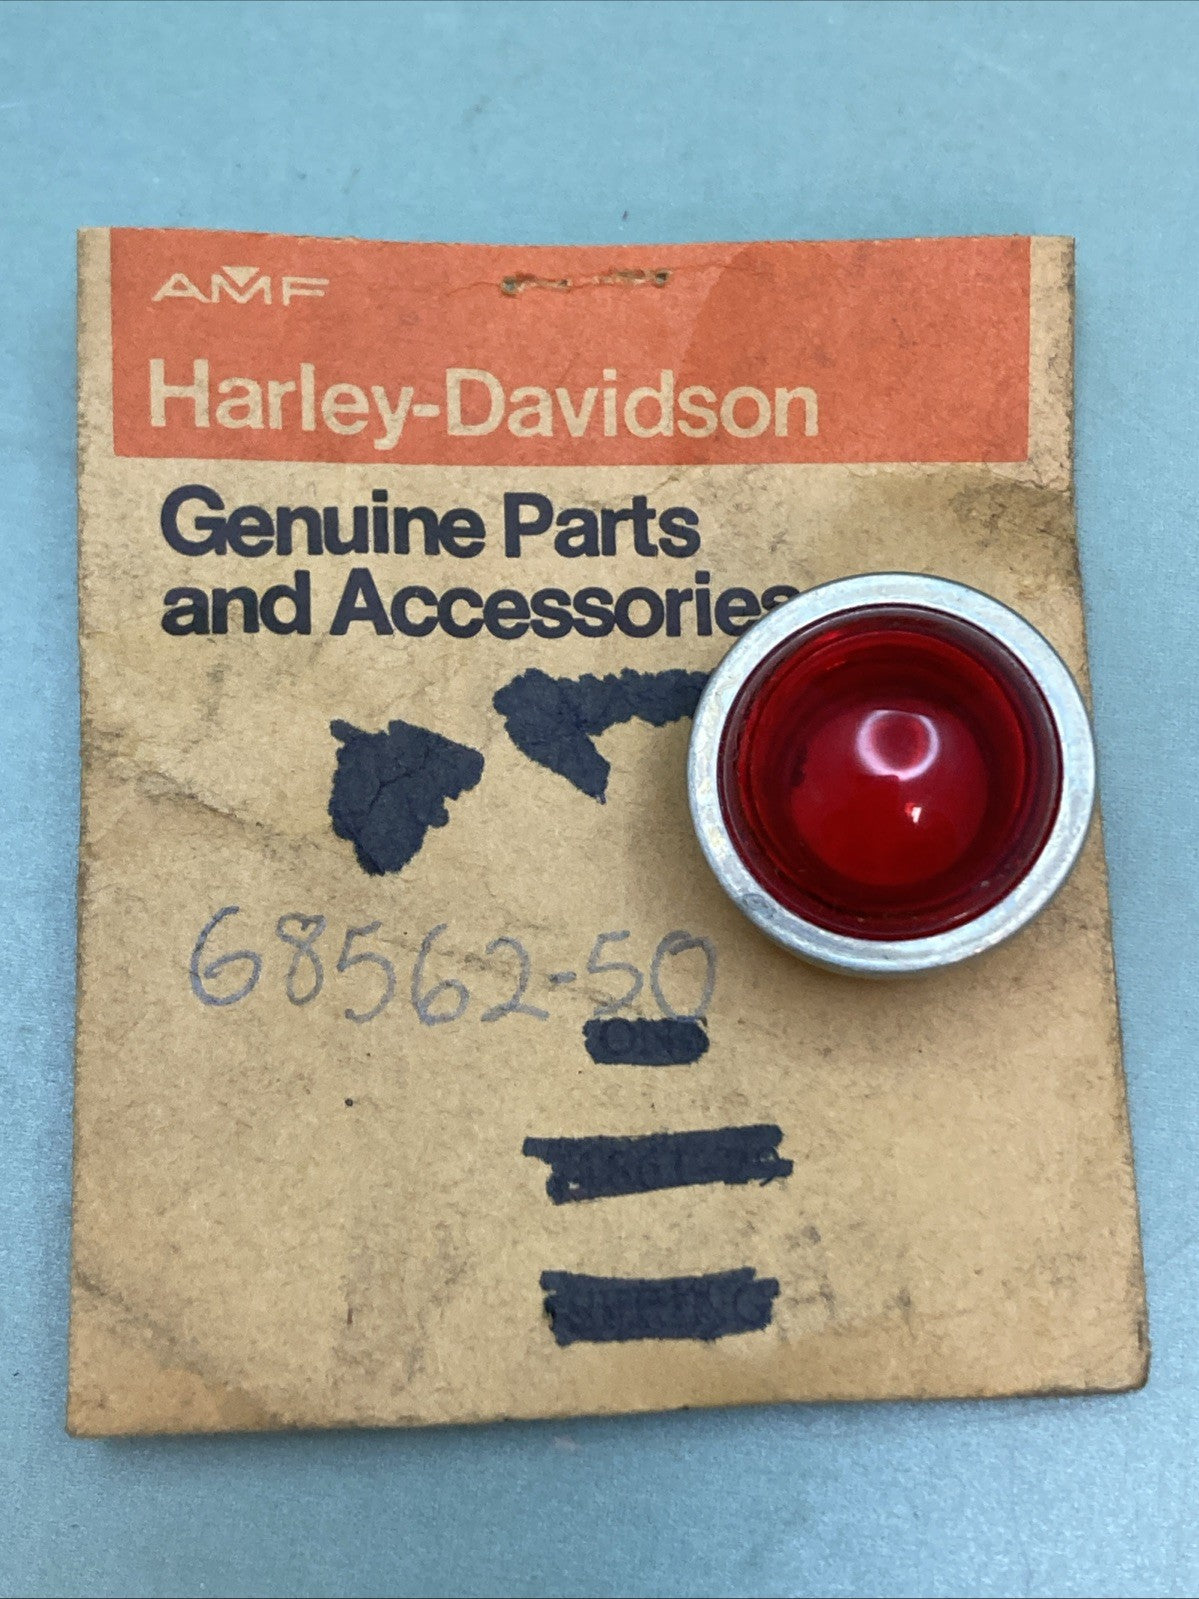 AMF
Harley-Davidson
Genuine Parts
and Accessories
68562-50